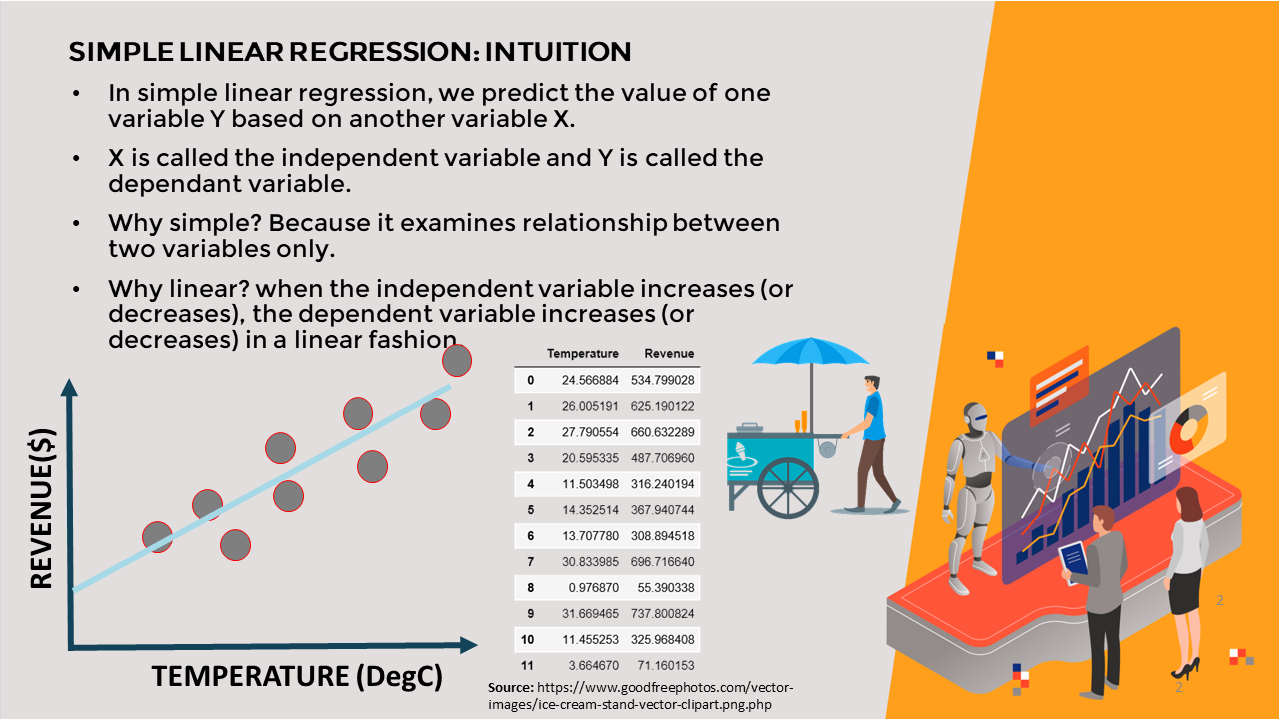 SIMPLE LINEAR REGRESSION: INTUITION
• In simple linear regression, we predict the value of one
variable Y based on another variable X.
• X is called the independent variable and Y is called the
dependant variable.
• Why simple? Because it examines relationship between
two variables only.
• Why linear? when the independent variable increases (or
decreases), the dependent variable increases (or
decreases) in a linear fashion
REVENUE($)
TEMPERATURE (DegC)
Temperature Revenue
0 24.566884 534.799028
1 26.005191 625.190122
2 27.790554 660.632289
3 20.595335 487.706960
4 11.503498 316.240194
5 14.352514 367.940744
6 13.707780 308.894518
7 30.833985 696.716640
8 0.976870 55.390338
9 31.669465 737.800824
10 11.455253 325.968408
11 3.664670 71.160153
Source: https://www.goodfreephotos.com/vector-
images/ice-cream-stand-vector-clipart.png.php
2
2